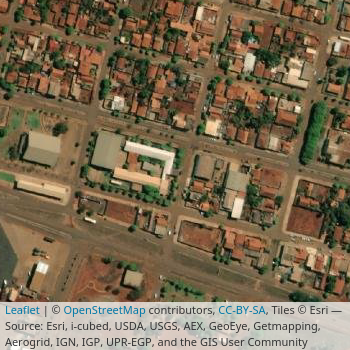 Leaflet | © OpenStreetMap contributors, CC-BY-SA, Tiles © Esri —
Source: Esri, i-cubed, USDA, USGS, AEX, GeoEye, Getmapping,
Aerogrid, IGN, IGP, UPR-EGP, and the GIS User Community